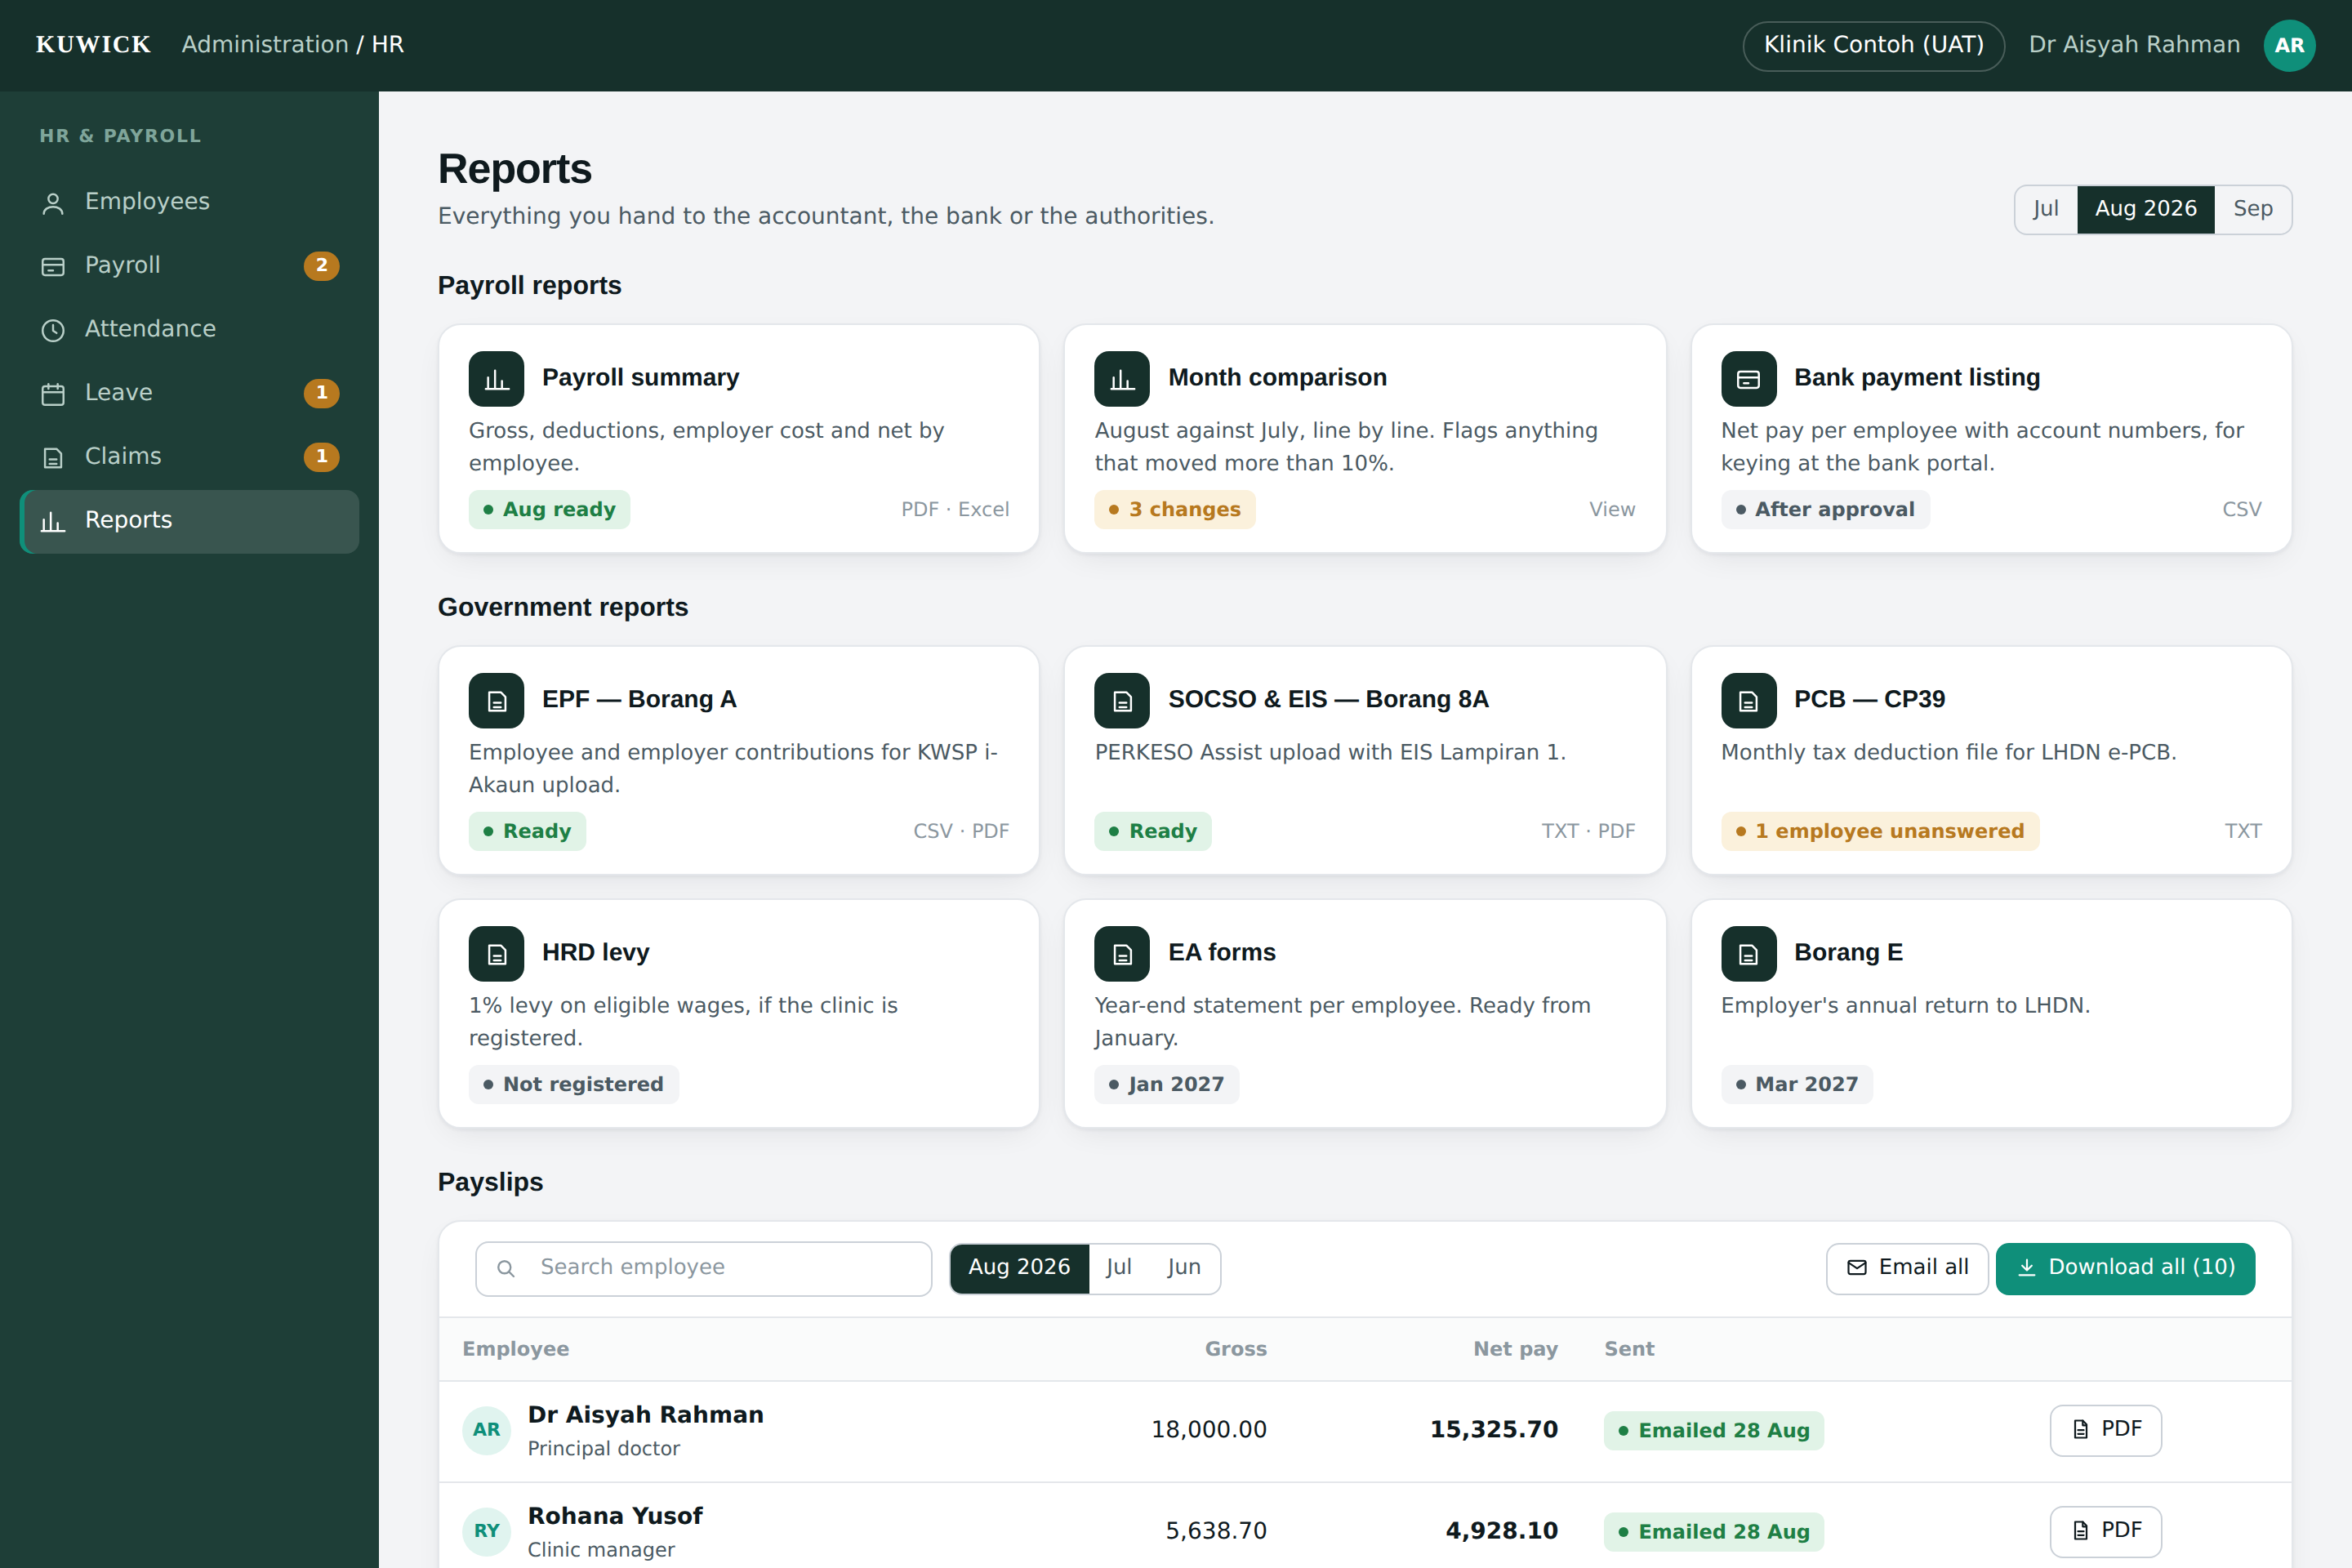 KUWICK
Administration / HR
Klinik Contoh (UAT)
Dr Aisyah Rahman
AR
HR & PAYROLL
Employees
Payroll
2
Attendance
Leave
1
Claims
1
Reports
Reports
Everything you hand to the accountant, the bank or the authorities.
Jul
Aug 2026
Sep
Payroll reports
Payroll summary
Gross, deductions, employer cost and net by
employee.
Aug ready
PDF · Excel
Month comparison
August against July, line by line. Flags anything
that moved more than 10%.
3 changes
View
Bank payment listing
Net pay per employee with account numbers, for
keying at the bank portal.
After approval
CSV
Government reports
EPF — Borang A
Employee and employer contributions for KWSP i-
Akaun upload.
Ready
CSV · PDF
SOCSO & EIS — Borang 8A
PERKESO Assist upload with EIS Lampiran 1.
Ready
TXT · PDF
PCB — CP39
Monthly tax deduction file for LHDN e-PCB.
1 employee unanswered
TXT
HRD levy
1% levy on eligible wages, if the clinic is
registered.
Not registered
EA forms
Year-end statement per employee. Ready from
January.
Jan 2027
Borang E
Employer's annual return to LHDN.
Mar 2027
Payslips
Search employee
Aug 2026
Jul
Jun
Email all
Download all (10)
Employee
Gross
Net pay
Sent
AR
Dr Aisyah Rahman
Principal doctor
18,000.00
15,325.70
Emailed 28 Aug
PDF
RY
Rohana Yusof
Clinic manager
5,638.70
4,928.10
Emailed 28 Aug
PDF